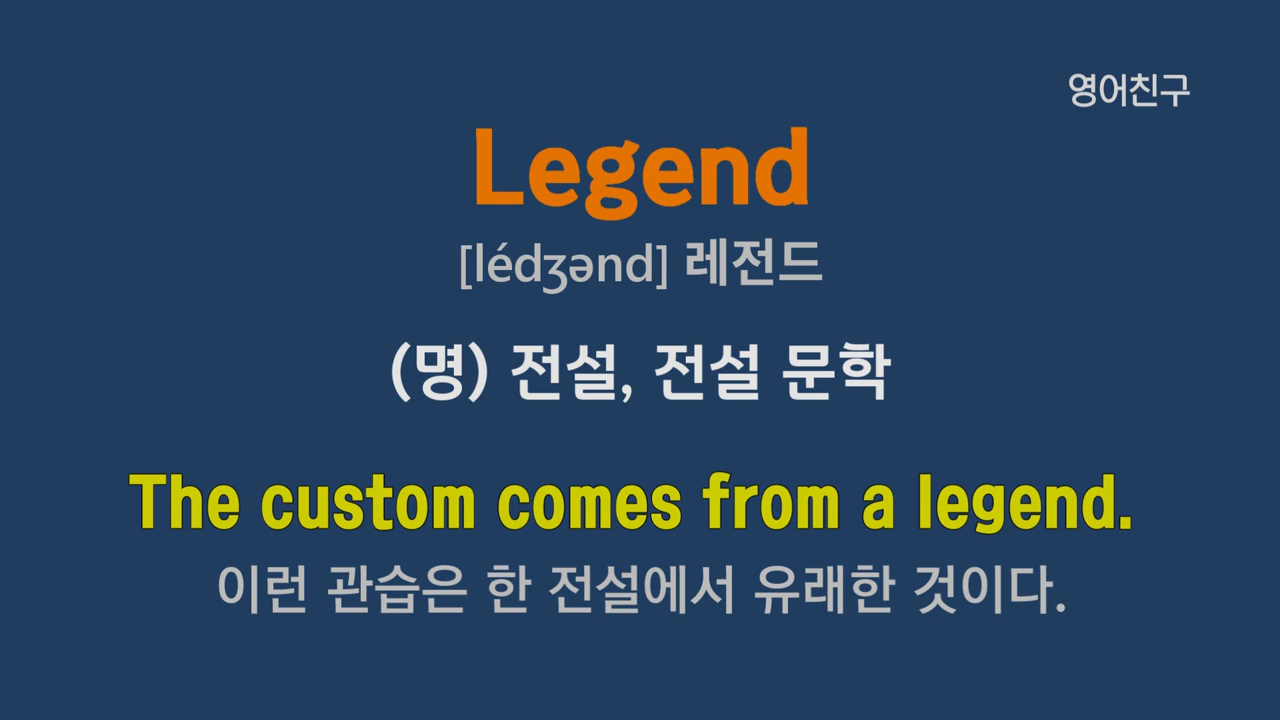 영어친구
Legend
[lédʒənd] 레전드
(명) 전설, 전설 문학
The custom comes from a legend.
이런 관습은 한 전설에서 유래한 것이다.